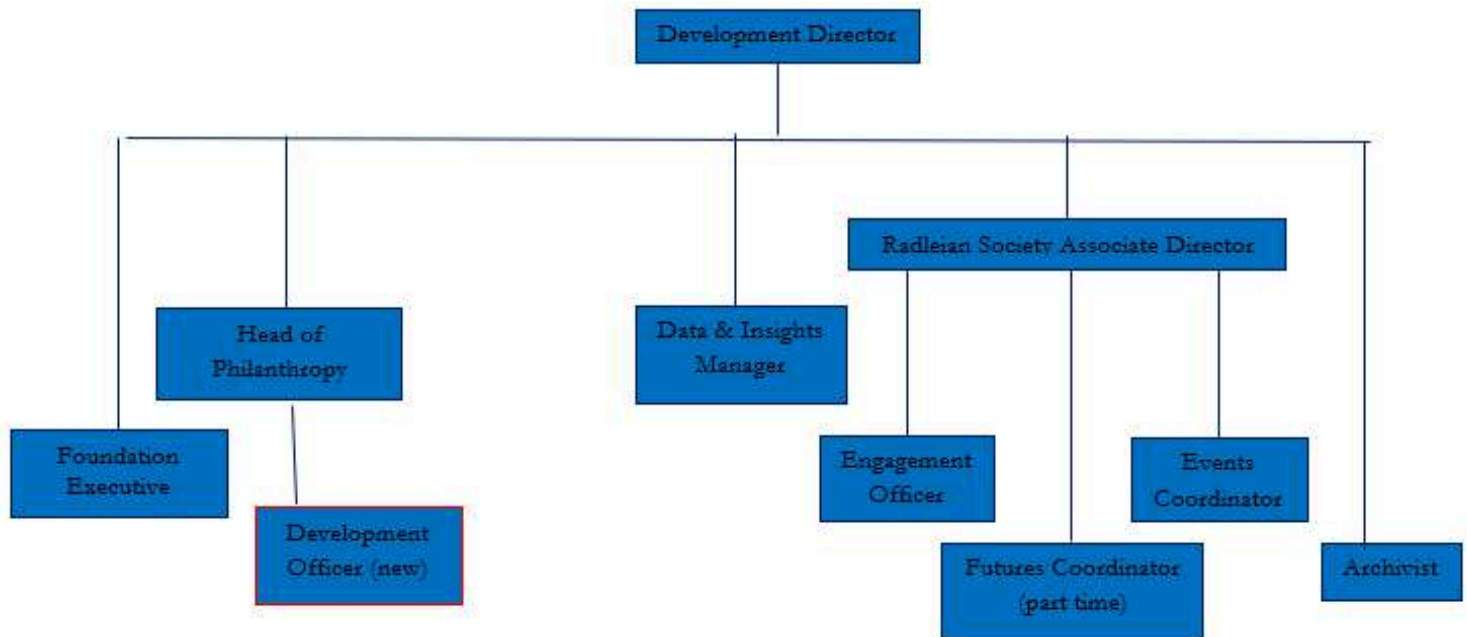 Development Director
Radleian Society Associate Director
Head of
Philanthropy
Data & Insights
Manager
Foundation
Executive
Engagement
Officer
Events
Coordinator
Development
Officer (new)
Futures Coordinator
(part time)
Archivist